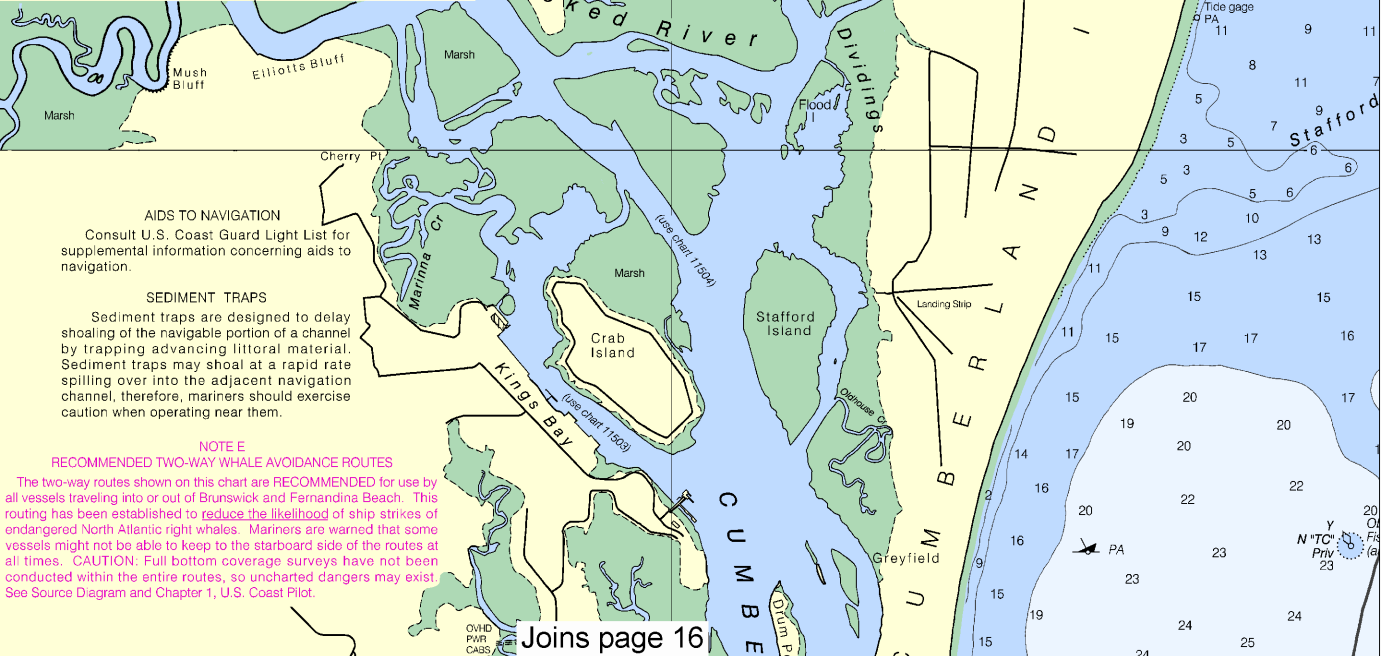 ked River
Tide gage
PA
11
9
11
Dividings
Mush
Bluff
Elliotts Bluff
Marsh
8
11
7
5
9
Marsh
Flood
I
7
Stafford
3
5
6
Cherry Pt
3
6
5
5
6
AIDS TO NAVIGATION
Consult U.S. Coast Guard Light List for
supplemental information concerning aids to
navigation.
Marianna Cr
(use chart 11504)
3
10
9
12
13
13
11
Marsh
SEDIMENT TRAPS
Sediment traps are designed to delay
shoaling of the navigable portion of a channel
by trapping advancing littoral material.
Sediment traps may shoal at a rapid rate
spilling over into the adjacent navigation
channel, therefore, mariners should exercise
caution when operating near them.
Landing Strip
15
15
Stafford
Island
Crab
Island
11
15
17
17
16
Kings Bay
(use chart 11503)
Oldhouse Cr
15
20
17
19
20
20
NOTE E
RECOMMENDED TWO-WAY WHALE AVOIDANCE ROUTES
The two-way routes shown on this chart are RECOMMENDED for use by
all vessels traveling into or out of Brunswick and Fernandina Beach. This
routing has been established to reduce the likelihood of ship strikes of
endangered North Atlantic right whales. Mariners are warned that some
vessels might not be able to keep to the starboard side of the routes at
all times. CAUTION: Full bottom coverage surveys have not been
conducted within the entire routes, so uncharted dangers may exist.
See Source Diagram and Chapter 1, U.S. Coast Pilot.
14
17
16
2
22
22
20
20
CUMBE
CUMBERLAND I
16
PA
23
Y
N "TC"
Priv
23
Greyfield
9
23
15
19
24
24
15
24
25
Drum P
OVHD
PWR
CABS
Joins page 16